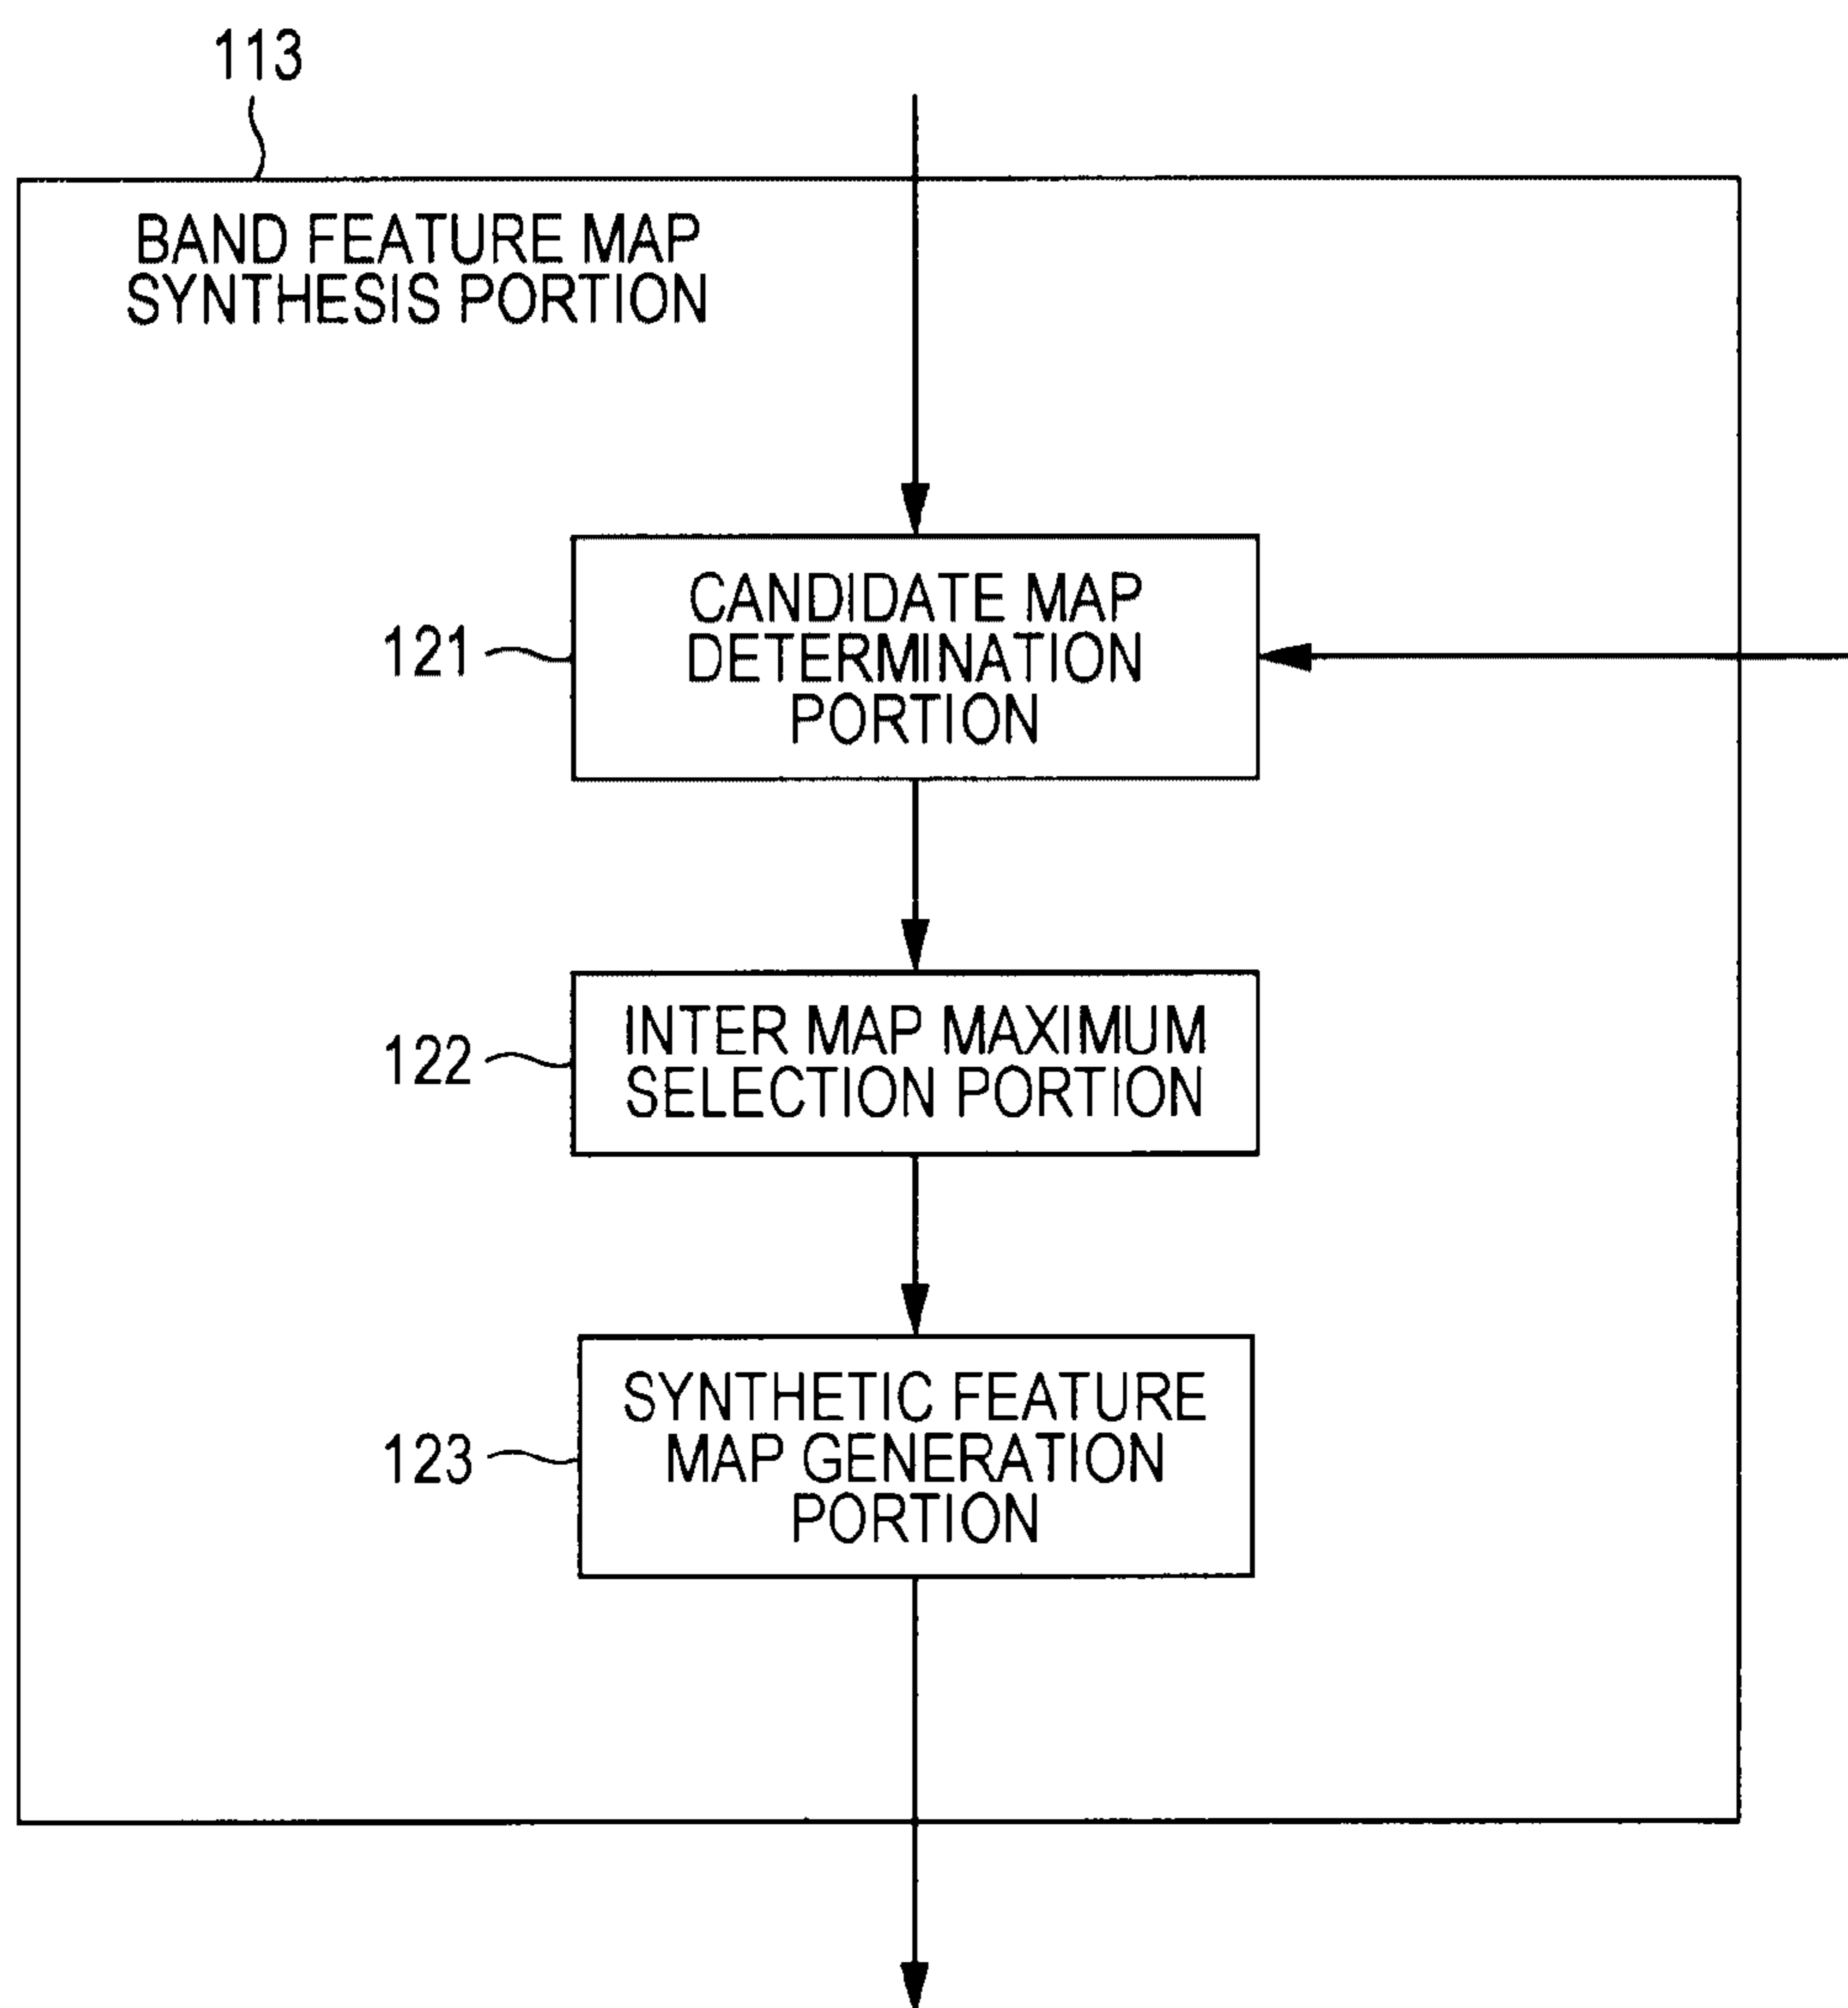 113
BAND FEATURE MAP
SYNTHESIS PORTION
CANDIDATE MAP
DETERMINATION
PORTION
121
INTER MAP MAXIMUM
SELECTION PORTION
122
SYNTHETIC FEATURE
MAP GENERATION
PORTION
123